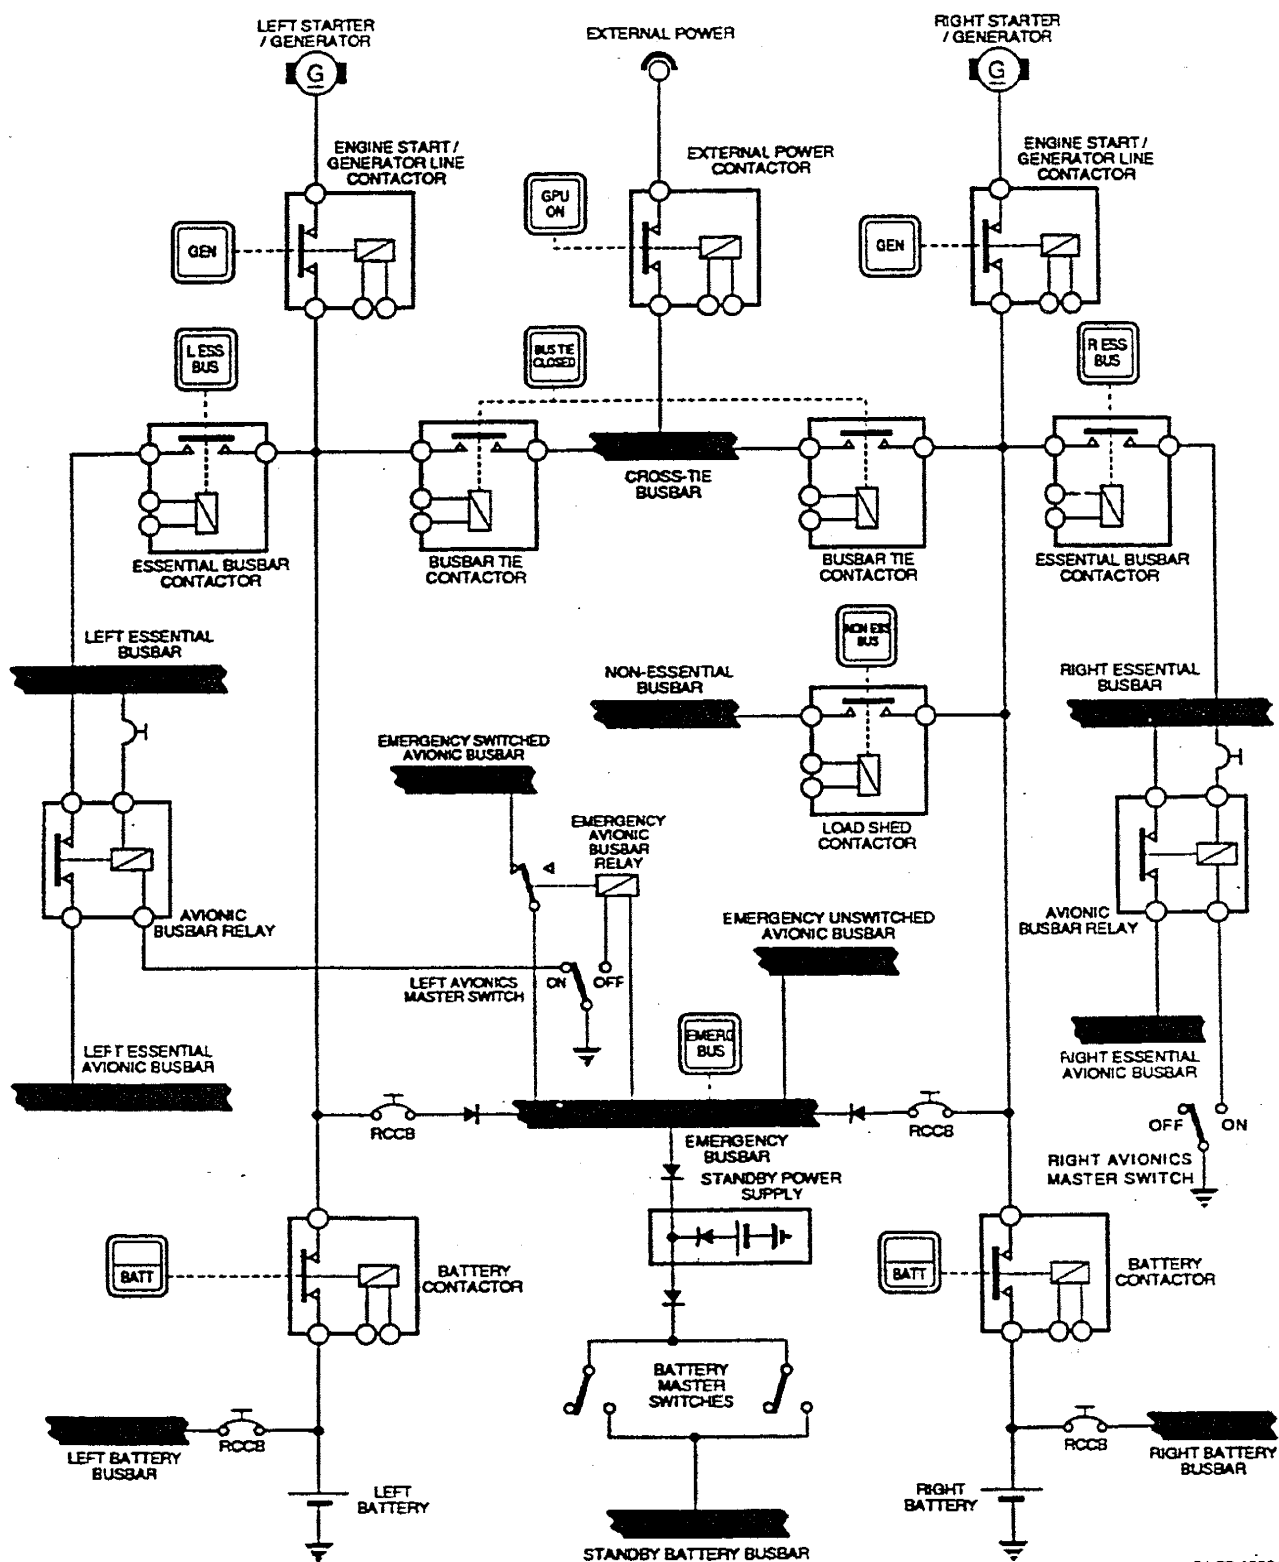 LEFT STARTER
/ GENERATOR
EXTERNAL POWER
RIGHT STARTER
/ GENERATOR
G
G
ENGINE START /
GENERATOR LINE
CONTACTOR
EXTERNAL POWER
CONTACTOR
ENGINE START /
GENERATOR LINE
CONTACTOR
GEN
GPU
ON
GEN
L ESS
BUS
BUS TIE
CLOSED
R ESS
BUS
CROSS-TIE
BUSBAR
ESSENTIAL BUSBAR
CONTACTOR
BUSBAR TIE
CONTACTOR
BUSBAR TIE
CONTACTOR
ESSENTIAL BUSBAR
CONTACTOR
LEFT ESSENTIAL
BUSBAR
NON ESS
BUS
NON-ESSENTIAL
BUSBAR
RIGHT ESSENTIAL
BUSBAR
EMERGENCY SWITCHED
AVIONIC BUSBAR
EMERGENCY
AVIONIC
BUSBAR
RELAY
LOAD SHED
CONTACTOR
AVIONIC
BUSBAR RELAY
EMERGENCY UNSWITCHED
AVIONIC BUSBAR
AVIONIC
BUSBAR RELAY
LEFT AVIONICS
MASTER SWITCH
ON
OFF
EMERG
BUS
LEFT ESSENTIAL
AVIONIC BUSBAR
RIGHT ESSENTIAL
AVIONIC BUSBAR
RCCB
RCCB
OFF
ON
EMERGENCY
BUSBAR
RIGHT AVIONICS
MASTER SWITCH
STANDBY POWER
SUPPLY
BATT
BATTERY
CONTACTOR
BATT
BATTERY
CONTACTOR
BATTERY
MASTER
SWITCHES
RCCB
LEFT BATTERY
BUSBAR
RCCB
RIGHT BATTERY
BUSBAR
LEFT
BATTERY
RIGHT
BATTERY
STANDBY BATTERY BUSBAR